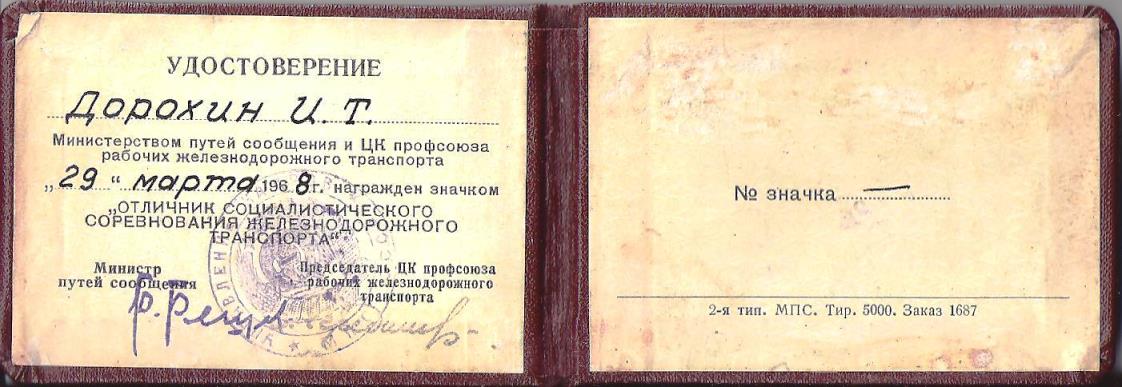 УДОСТОВЕРЕНИЕ
Дорохин И. Т.
Министерством путей сообщения и ЦК профсоюза
рабочих железнодорожного транспорта
„29“ марта 1968 г. награжден значком
„ОТЛИЧНИК СОЦИАЛИСТИЧЕСКОГО
СОРЕВНОВАНИЯ ЖЕЛЕЗНОДОРОЖНОГО
ТРАНСПОРТА“
Министр
путей сообщения
Председатель ЦК профсоюза
рабочих железнодорожного
транспорта
№ значка —
2-я тип. МПС. Тир. 5000. Заказ 1687